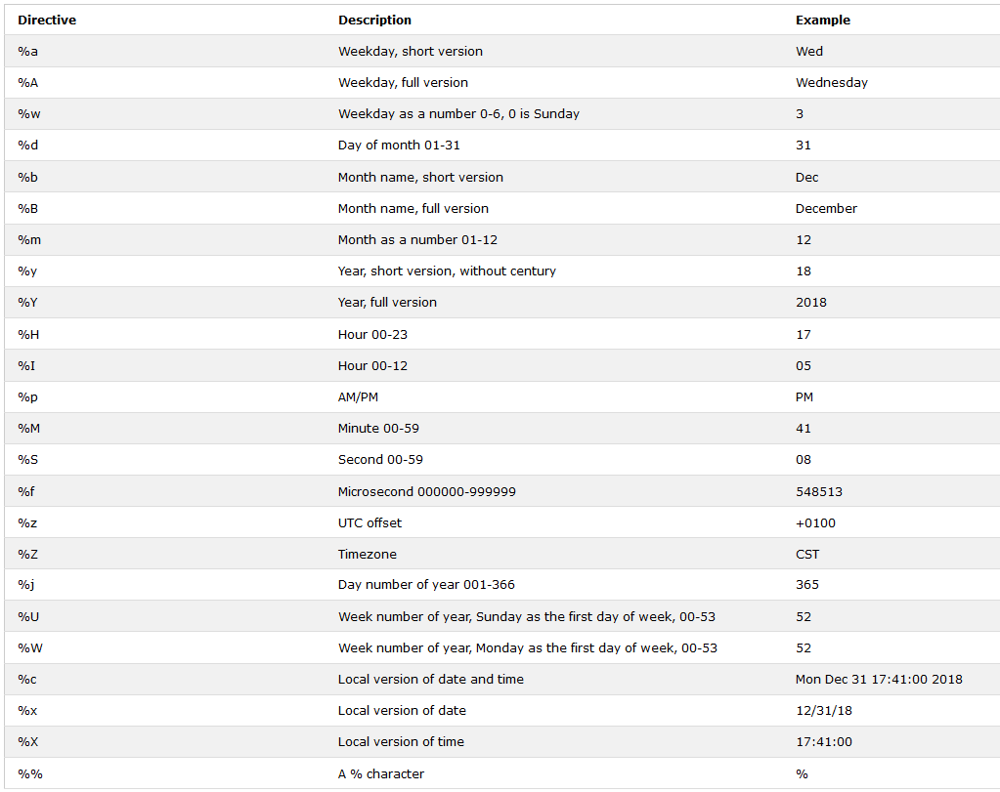 Directive Description Example
%a Weekday, short version Wed
%A Weekday, full version Wednesday
%w Weekday as a number 0-6, 0 is Sunday 3
%d Day of month 01-31 31
%b Month name, short version Dec
%B Month name, full version December
%m Month as a number 01-12 12
%y Year, short version, without century 18
%Y Year, full version 2018
%H Hour 00-23 17
%I Hour 00-12 05
%p AM/PM PM
%M Minute 00-59 41
%S Second 00-59 08
%f Microsecond 000000-999999 548513
%z UTC offset +0100
%Z Timezone CST
%j Day number of year 001-366 365
%U Week number of year, Sunday as the first day of week, 00-53 52
%W Week number of year, Monday as the first day of week, 00-53 52
%c Local version of date and time Mon Dec 31 17:41:00 2018
%x Local version of date 12/31/18
%X Local version of time 17:41:00
%% A % character %